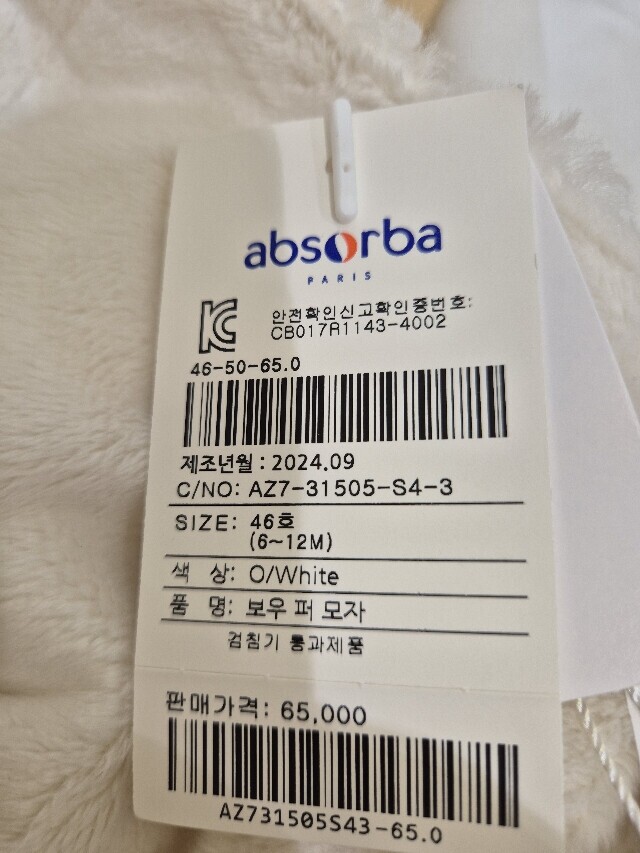 absorba
PARIS
안전확인신고확인증번호:
CB017R1143-4002
46-50-65.0
제조년월 : 2024.09
C/NO: AZ7-31505-S4-3
SIZE: 46호
(6~12M)
색 상: O/White
품 명: 보우 퍼 모자
검침기 통과제품
판매가격: 65,000
AZ731505S43-65.0